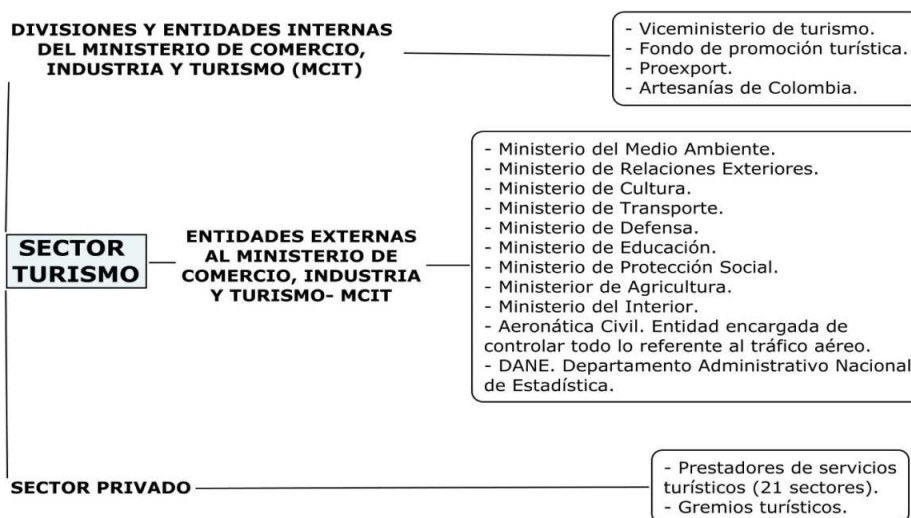 DIVISIONES Y ENTIDADES INTERNAS
DEL MINISTERIO DE COMERCIO,
INDUSTRIA Y TURISMO (MCIT)
- Viceministerio de turismo.
- Fondo de promoción turística.
- Proexport.
- Artesanías de Colombia.
SECTOR
TURISMO
ENTIDADES EXTERNAS
AL MINISTERIO DE
COMERCIO, INDUSTRIA
Y TURISMO- MCIT
- Ministerio del Medio Ambiente.
- Ministerio de Relaciones Exteriores.
- Ministerio de Cultura.
- Ministerio de Transporte.
- Ministerio de Defensa.
- Ministerio de Educación.
- Ministerio de Protección Social.
- Ministerior de Agricultura.
- Ministerio del Interior.
- Aeronática Civil. Entidad encargada de
controlar todo lo referente al tráfico aéreo.
- DANE. Departamento Administrativo Nacional
de Estadística.
SECTOR PRIVADO
- Prestadores de servicios
turísticos (21 sectores).
- Gremios turísticos.